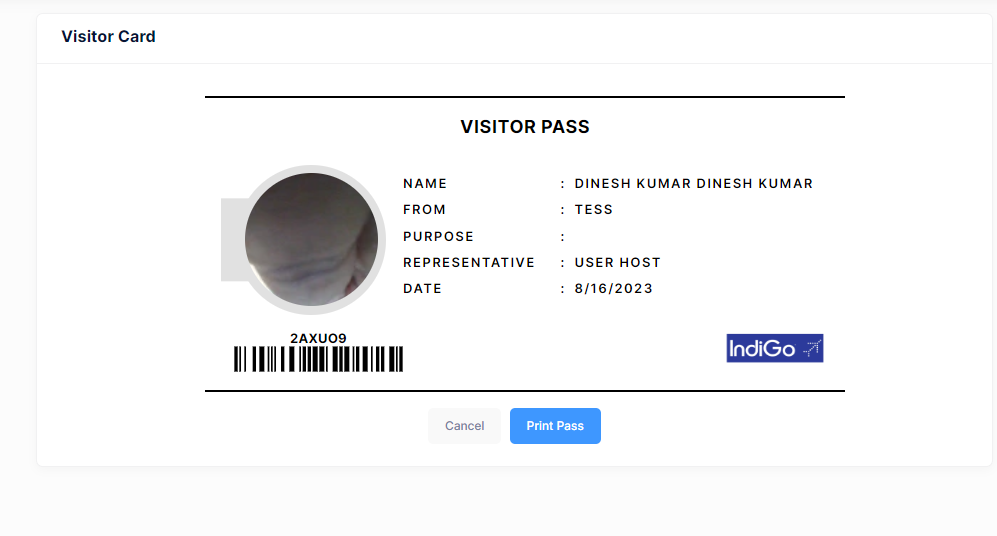 Visitor Card
VISITOR PASS
NAME : DINESH KUMAR DINESH KUMAR
FROM : TESS
PURPOSE :
REPRESENTATIVE : USER HOST
DATE : 8/16/2023
2AXUO9
IndiGo
Cancel
Print Pass